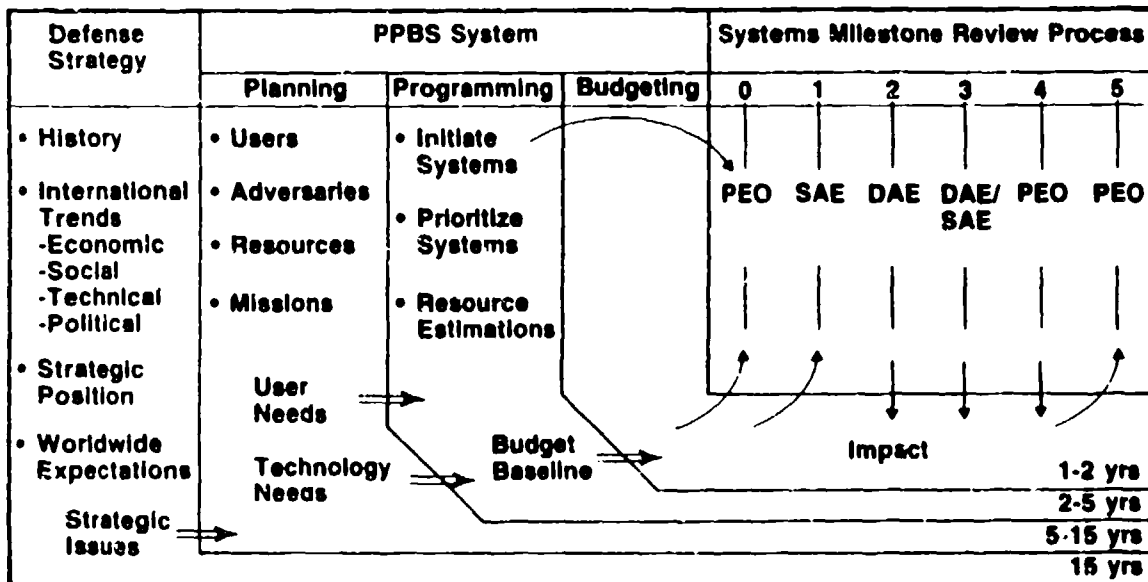 Defense
Strategy
PPBS System
Systems Milestone Review Process
Planning
Programming
Budgeting
0 1 2 3 4 5
• History
• International
Trends
-Economic
-Social
-Technical
-Political
• Strategic
Position
• Worldwide
Expectations
Strategic
Issues
• Users
• Adversaries
• Resources
• Missions
User
Needs
Technology
Needs
• Initiate
Systems
• Prioritize
Systems
• Resource
Estimations
Budget
Baseline
PEO SAE DAE DAE/ PEO PEO
SAE
Impact
1-2 yrs
2-5 yrs
5-15 yrs
15 yrs